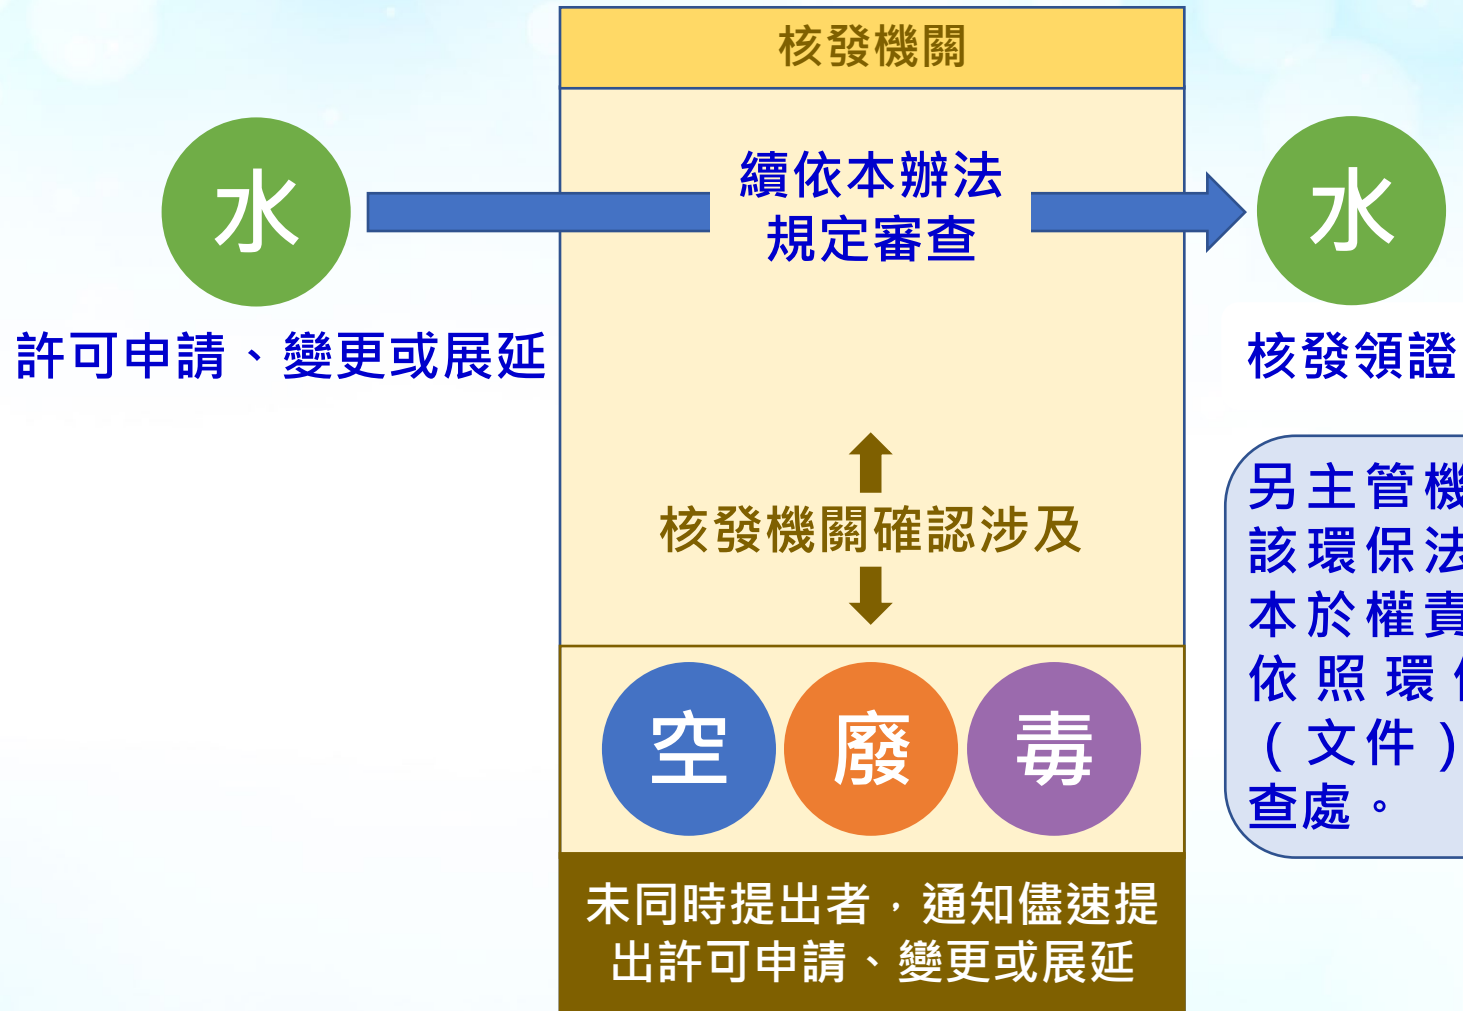 核發機關
水
續依本辦法
規定審查
水
許可申請、變更或展延
核發領證
核發機關確認涉及
空
廢
毒
未同時提出者，通知儘速提
出許可申請、變更或展延
另主管機
該環保法
本於權責
依照環
（文件）
查處。